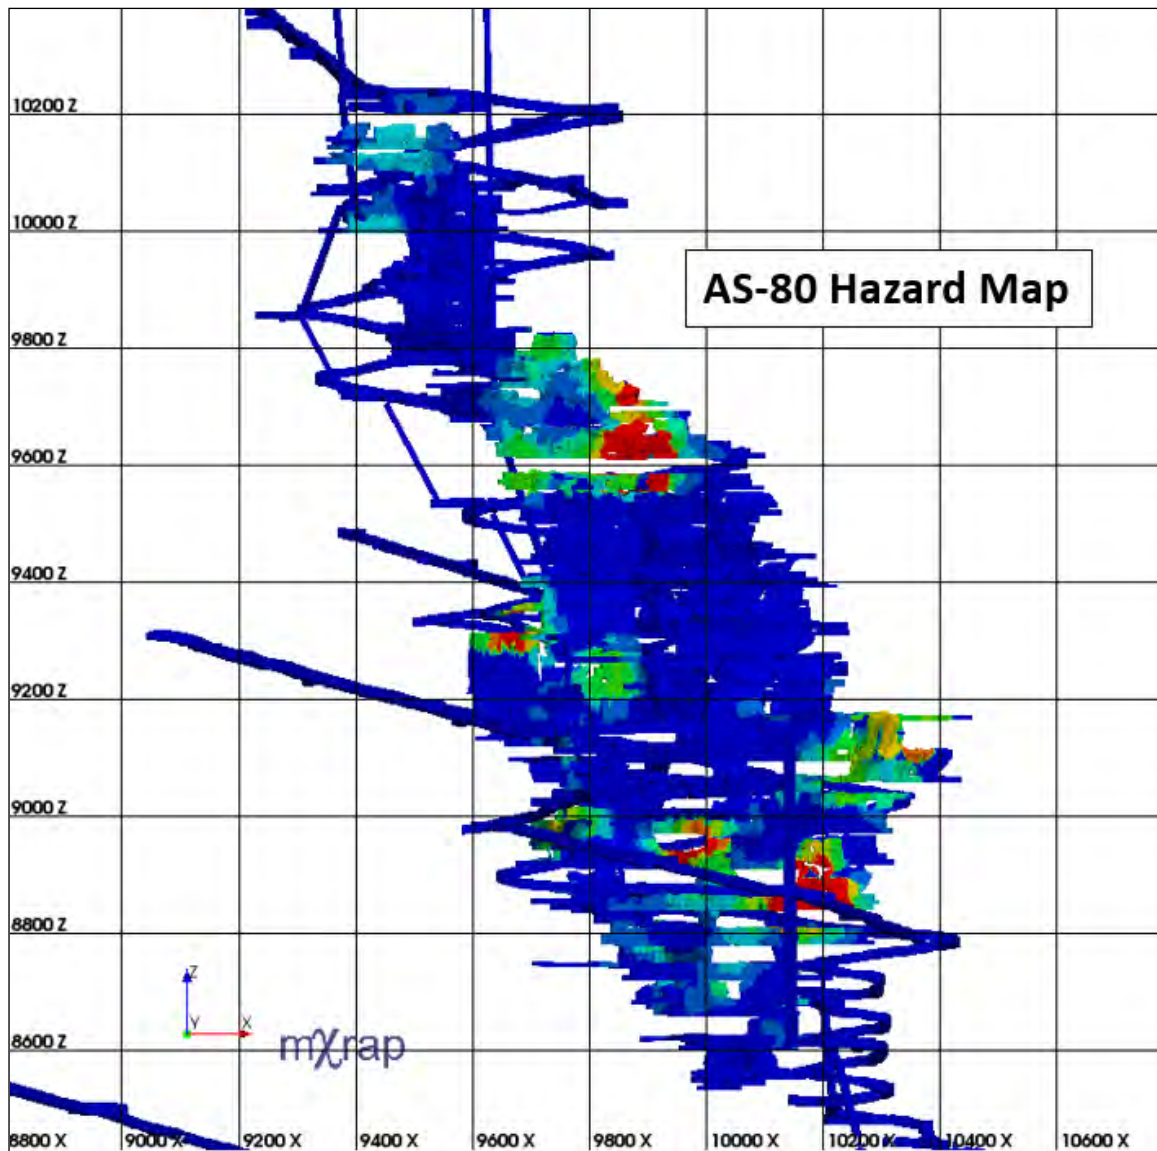 10200 Z
10000 Z
AS-80 Hazard Map
9800 Z
9600 Z
9400 Z
9200 Z
9000 Z
8800 Z
Z
Y X
mχrap
8600 Z
8800 X 9000 X 9200 X 9400 X 9600 X 9800 X 10000 X 10200 X 10400 X 10600 X